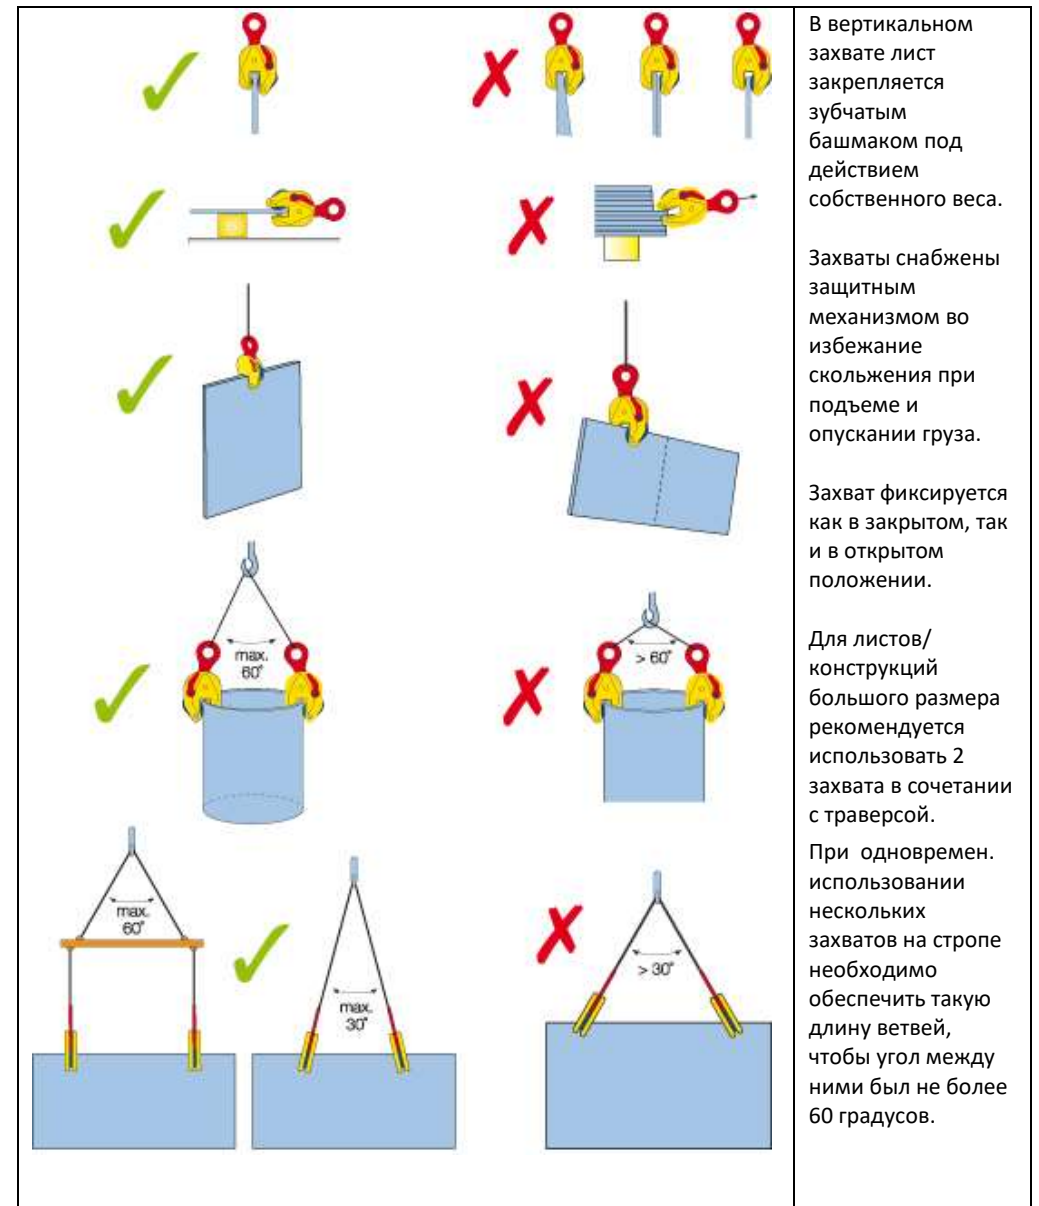 max.
60°
> 60°
max.
60°
max.
30°
> 30°
В вертикальном
захвате лист
закрепляется
зубчатым
башмаком под
действием
собственного веса.
Захваты снабжены
защитным
механизмом во
избежание
скольжения при
подъеме и
опускании груза.
Захват фиксируется
как в закрытом, так
и в открытом
положении.
Для листов/
конструкций
большого размера
рекомендуется
использовать 2
захвата в сочетании
с траверсой.
При одновремен.
использовании
нескольких
захватов на стропе
необходимо
обеспечить такую
длину ветвей,
чтобы угол между
ними был не более
60 градусов.